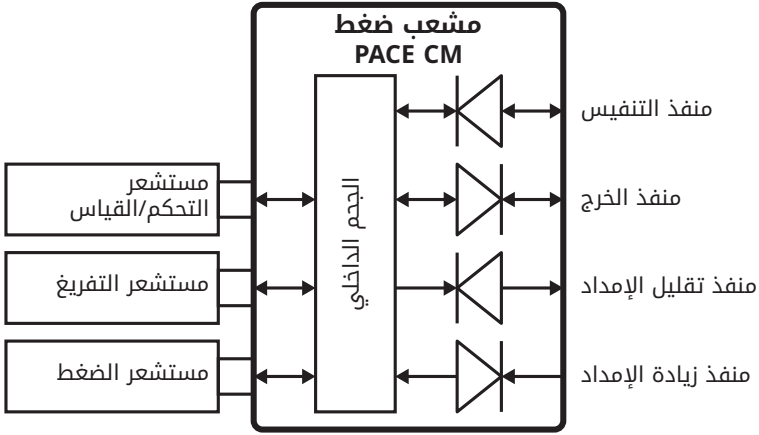 مشعب ضغط
PACE CM
منفذ التنفيس
منفذ الخرج
منفذ تقليل الإمداد
منفذ زيادة الإمداد
الحجم الداخلي
مستشعر
التحكم/القياس
مستشعر التفريغ
مستشعر الضغط